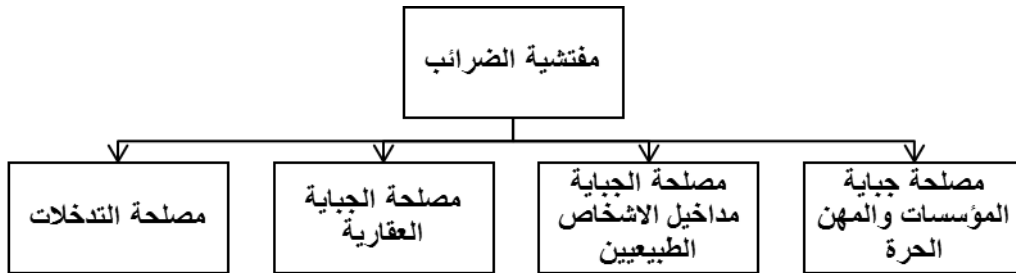 مفتشية الضرائب
مصلحة جباية
المؤسسات والمهن
الحرة
مصلحة الجباية
مداخيل الاشخاص
الطبيعيين
مصلحة الجباية
العقارية
مصلحة التدخلات